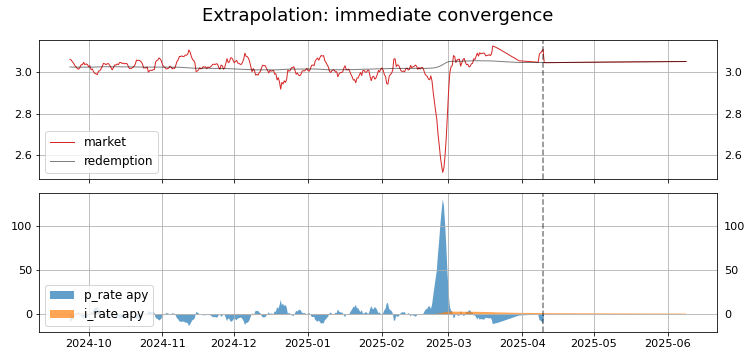 Extrapolation: immediate convergence
3.0
2.8
2.6
3.0
2.8
2.6
market
redemption
100
50
0
100
50
0
p_rate apy
i_rate apy
2024-10 2024-11 2024-12 2025-01 2025-02 2025-03 2025-04 2025-05 2025-06